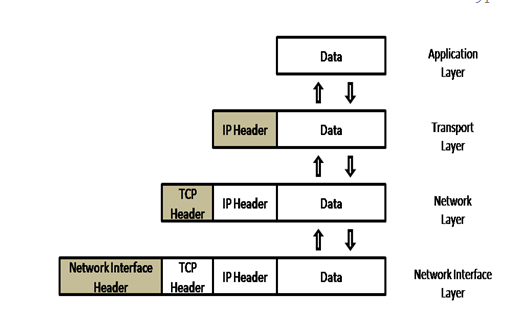 Data
Application
Layer
IP Header
Data
Transport
Layer
TCP
Header
IP Header
Data
Network
Layer
Network Interface
Header
TCP
Header
IP Header
Data
Network Interface
Layer